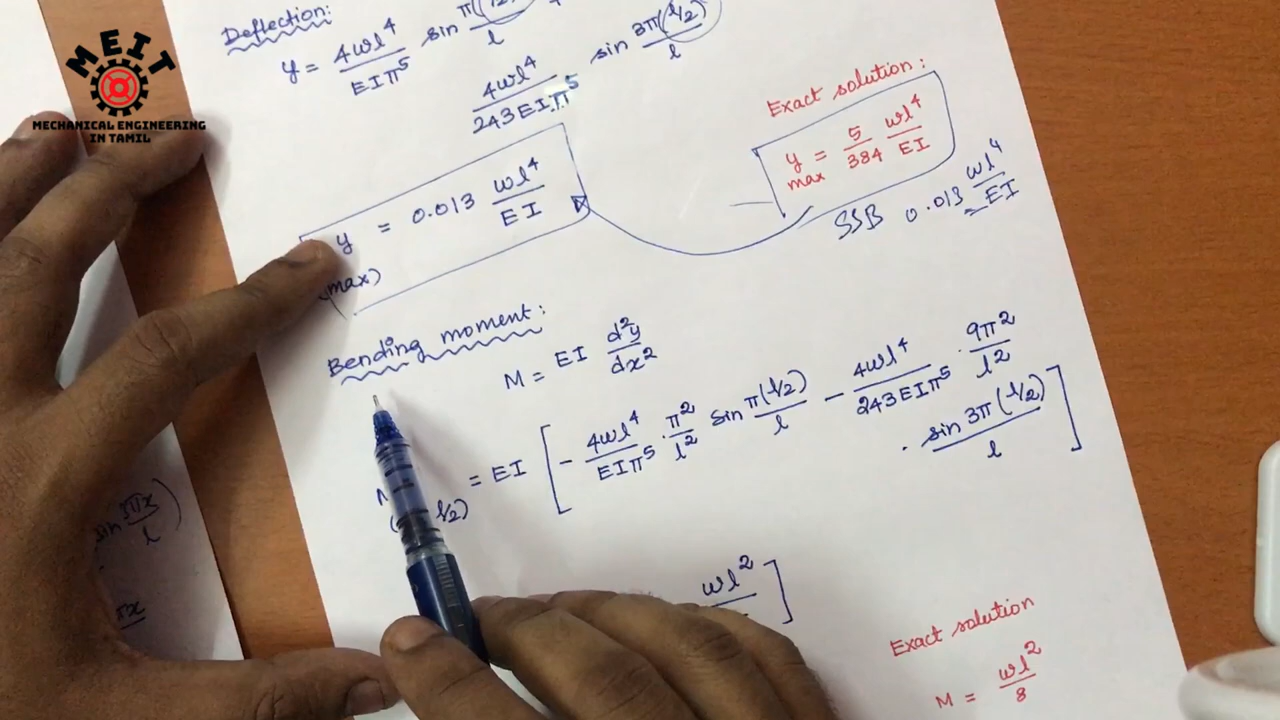 MEIT
MECHANICAL ENGINEERING
IN TAMIL
Deflection:
y = 4wl⁴/EIπ⁵ sin π(l/2)/l
4wl⁴/243EIπ⁵ sin 3π(l/2)/l
y(max) = 0.013 wl⁴/EI
Exact solution:
y max = 5/384 wl⁴/EI
SSB 0.013 wl⁴/EI
Bending moment:
M = EI d²y/dx²
= EI [ - 4wl⁴/EIπ⁵ · π²/l² sin π(l/2)/l - 4wl⁴/243EIπ⁵ · 9π²/l²
· sin 3π(l/2)/l ]
l/2)
wl² ]
Exact solution
M = wl²/8